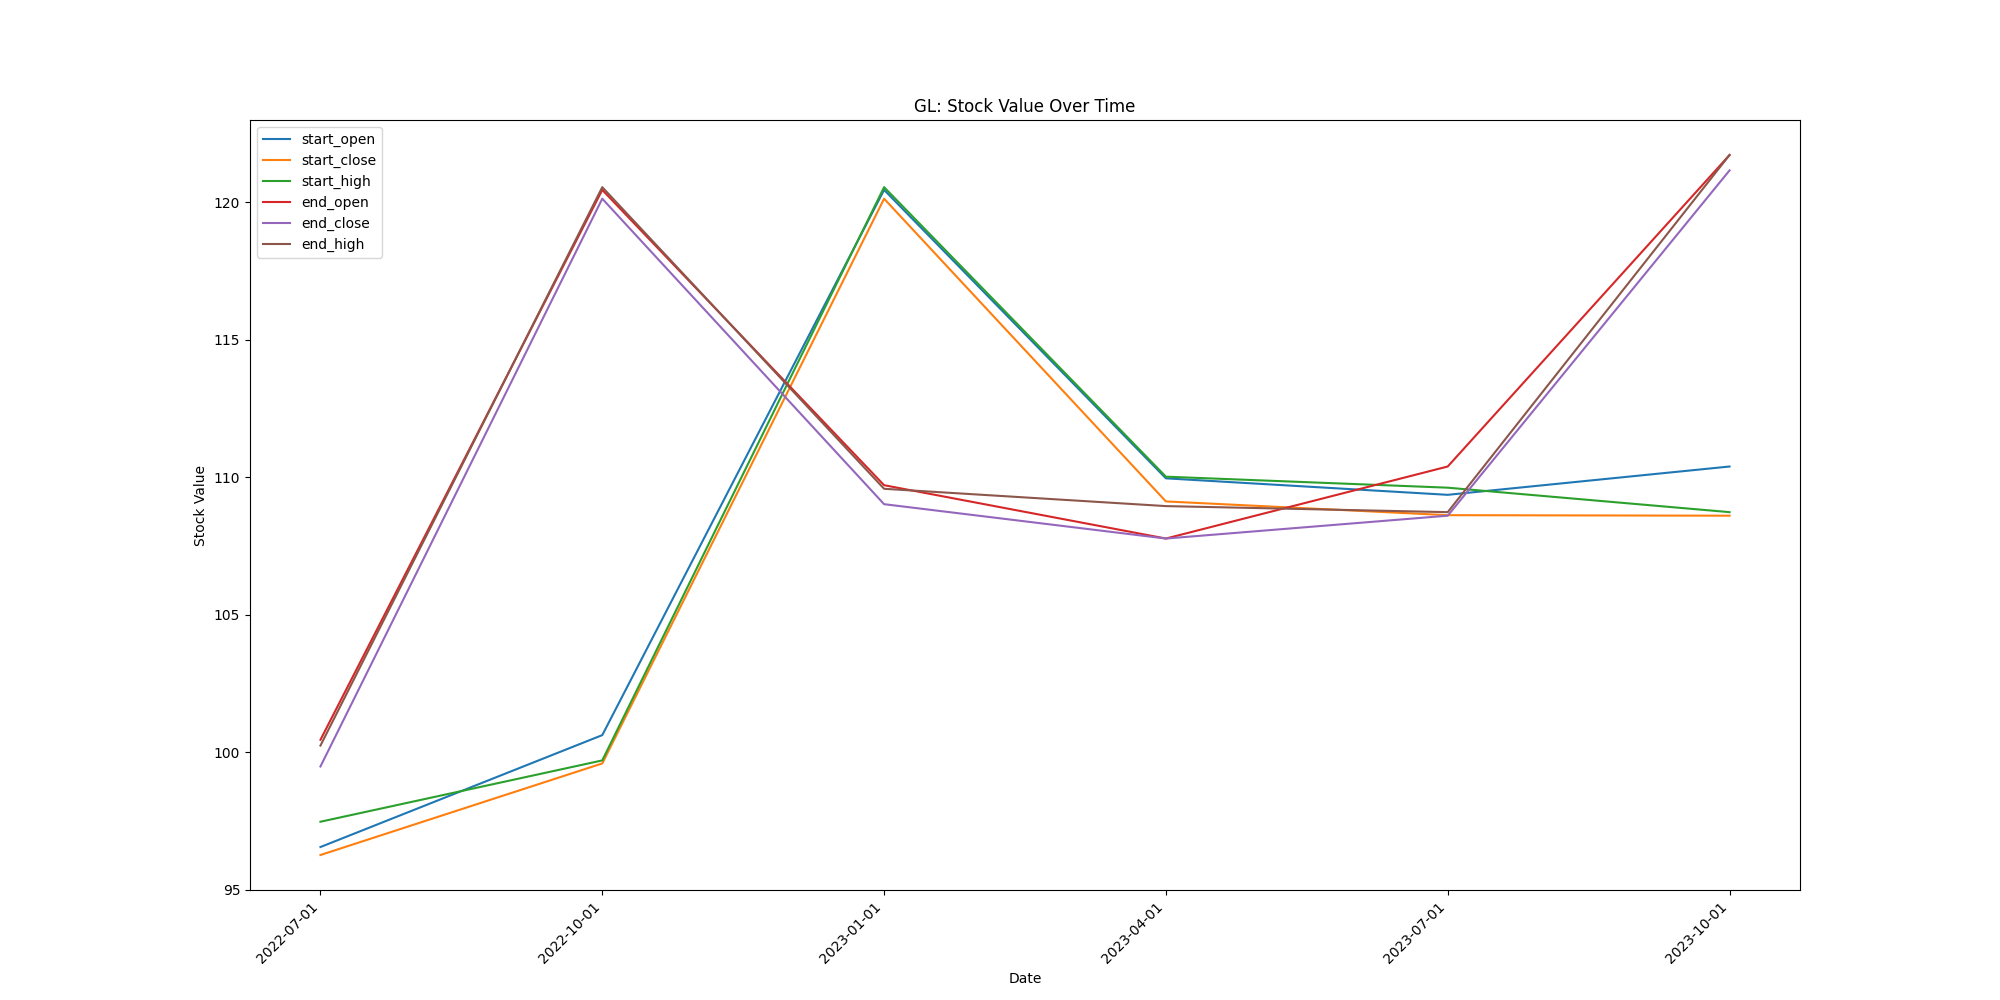 GL: Stock Value Over Time
start_open
start_close
start_high
end_open
end_close
end_high
Stock Value
120
115
110
105
100
95
2022-07-01
2022-10-01
2023-01-01
2023-04-01
2023-07-01
2023-10-01
Date